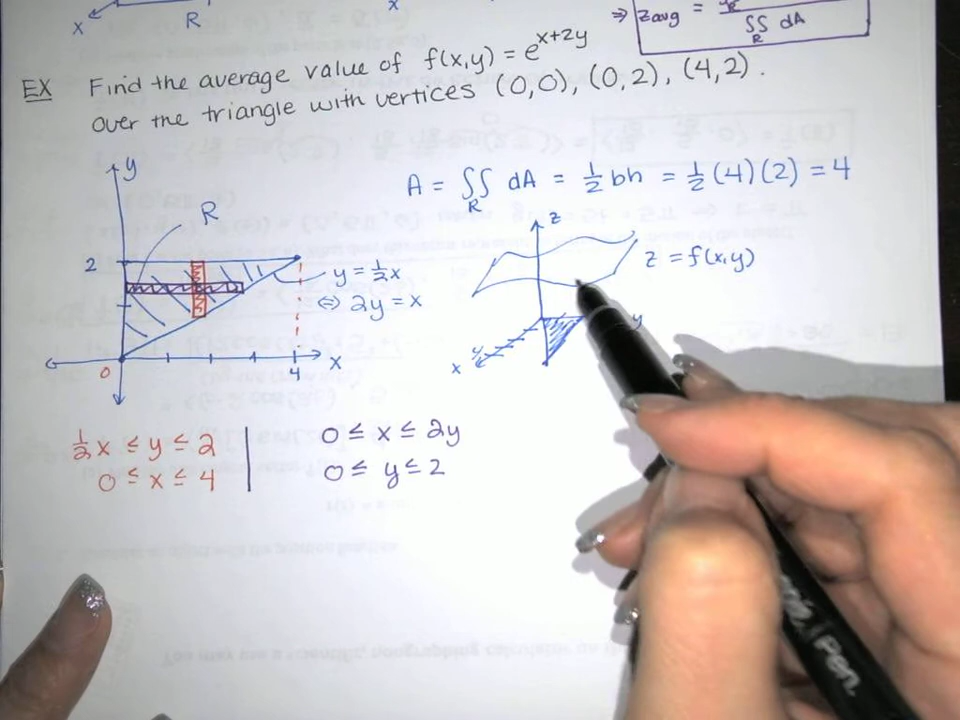 x R x
⇒ Zavg = ∬R dA
EX Find the average value of f(x,y) = e^(x+2y)
over the triangle with vertices (0,0), (0,2), (4,2).
y
R
A = ∬R dA = ½bh = ½(4)(2) = 4
z
z = f(x,y)
2
y = ½x
⇔ 2y = x
y
0
4
x
4
x
½x ≤ y ≤ 2
0 ≤ x ≤ 4
0 ≤ x ≤ 2y
0 ≤ y ≤ 2
Pen.